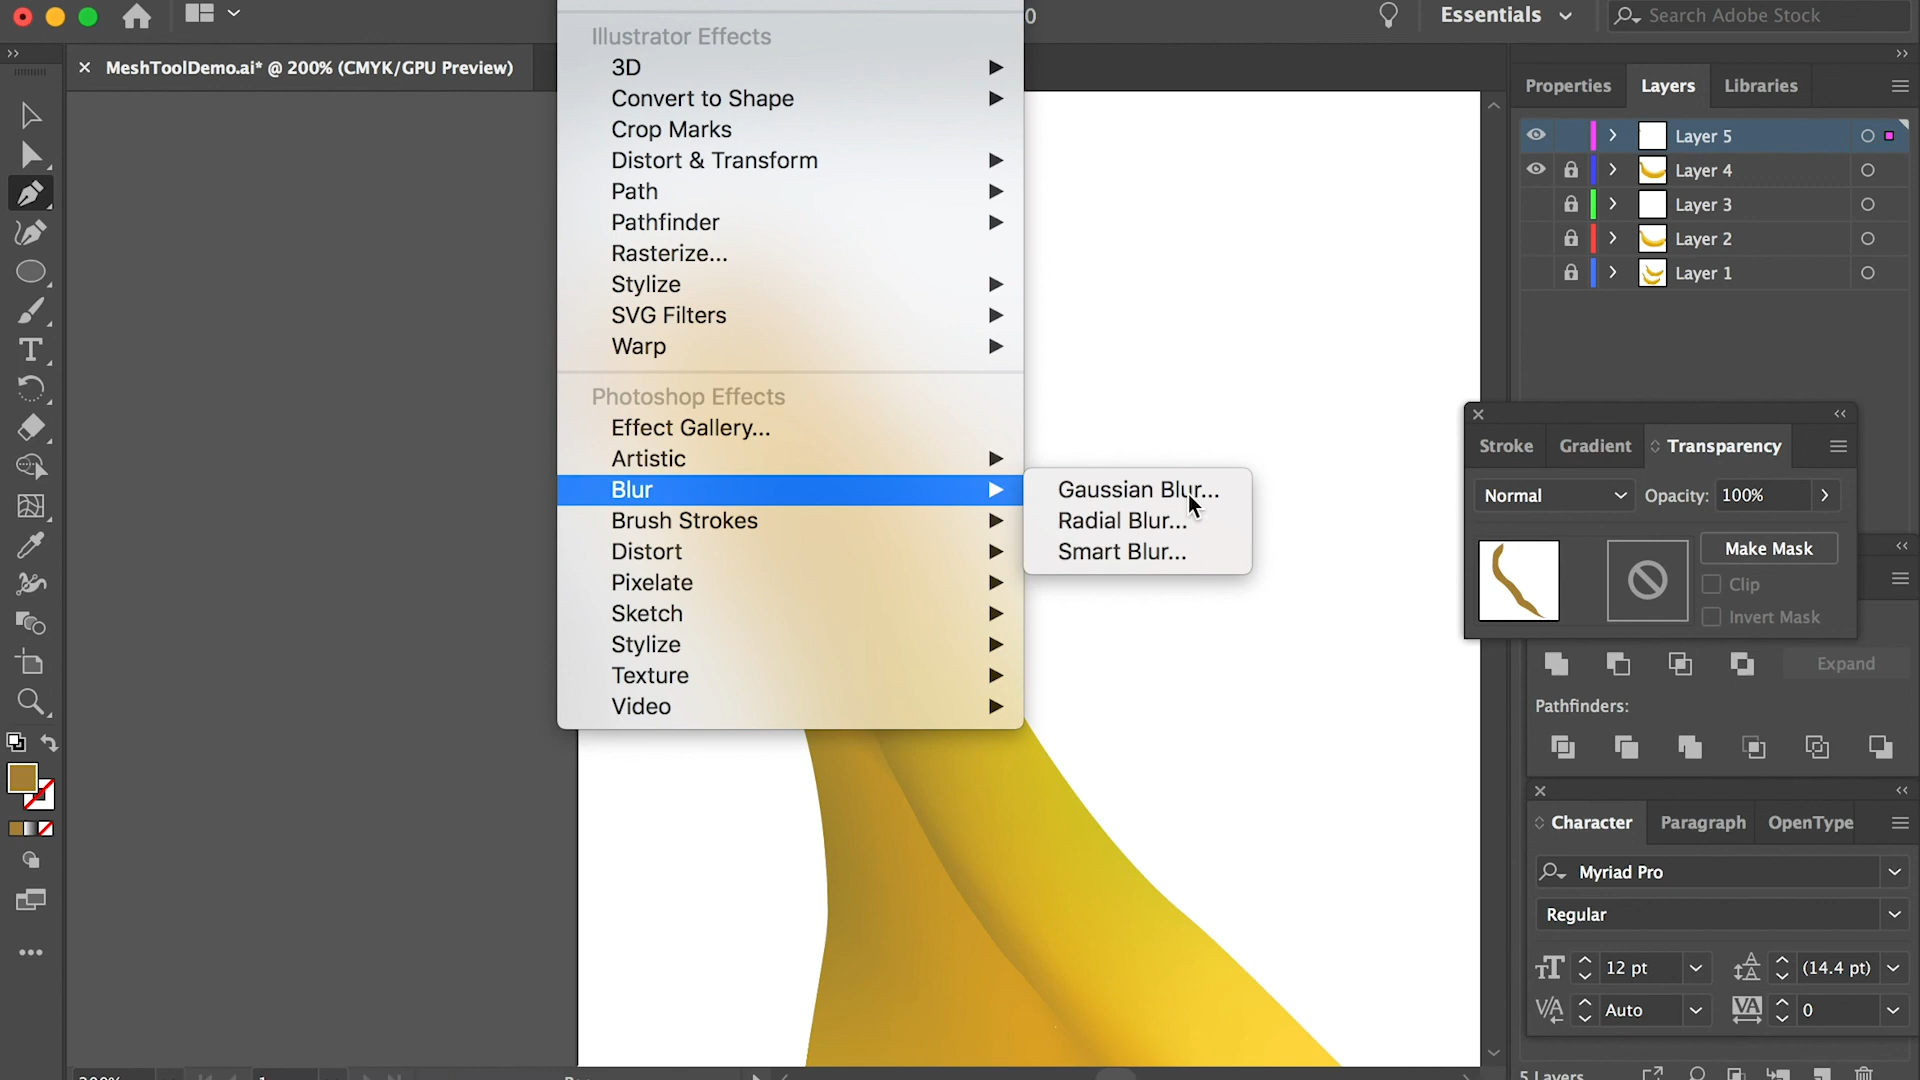 Essentials
Search Adobe Stock
MeshToolDemo.ai* @ 200% (CMYK/GPU Preview)
Illustrator Effects
3D
Convert to Shape
Crop Marks
Distort & Transform
Path
Pathfinder
Rasterize...
Stylize
SVG Filters
Warp
Photoshop Effects
Effect Gallery...
Artistic
Blur
Brush Strokes
Distort
Pixelate
Sketch
Stylize
Texture
Video
Gaussian Blur...
Radial Blur...
Smart Blur...
Properties
Layers
Libraries
Layer 5
Layer 4
Layer 3
Layer 2
Layer 1
Stroke
Gradient
Transparency
Normal
Opacity: 100%
Make Mask
Clip
Invert Mask
Expand
Pathfinders:
Character
Paragraph
OpenType
Myriad Pro
Regular
12 pt
(14.4 pt)
Auto
0
5 Layers